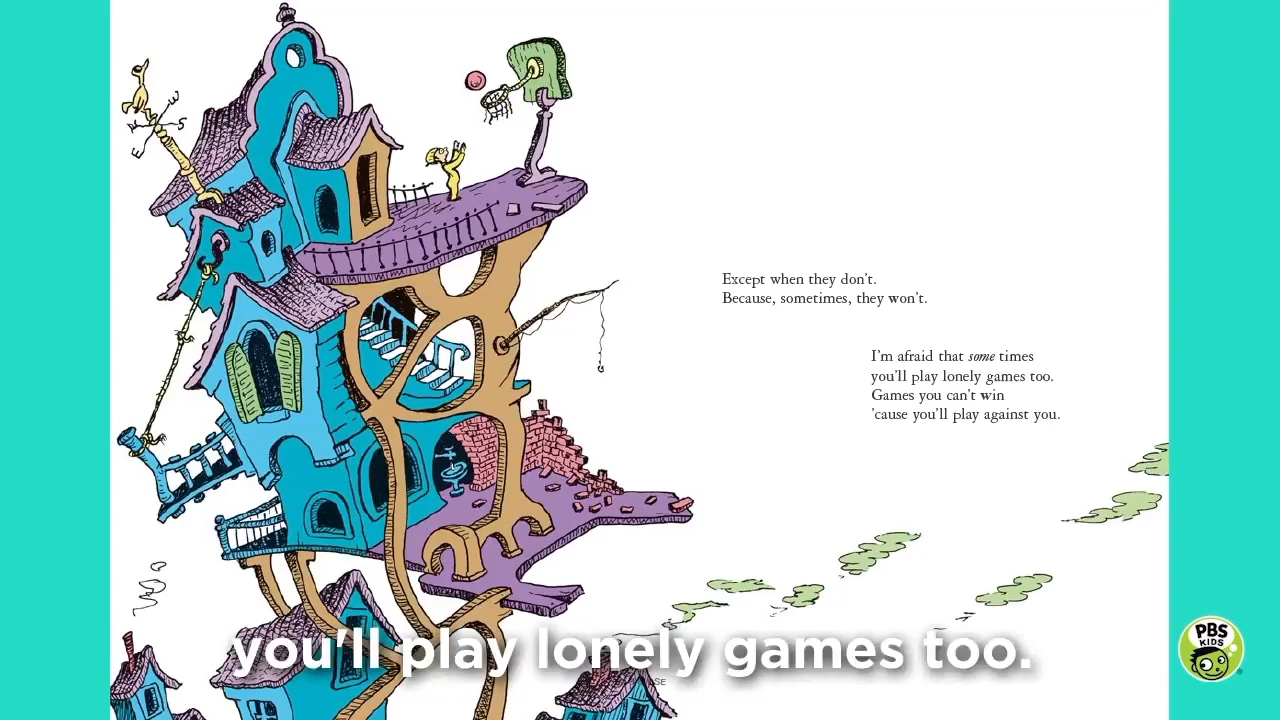 Except when they don't.
Because, sometimes, they won't.
I'm afraid that some times
you'll play lonely games too.
Games you can't win
'cause you'll play against you.
you'll play lonely games too.
PBS
KIDS